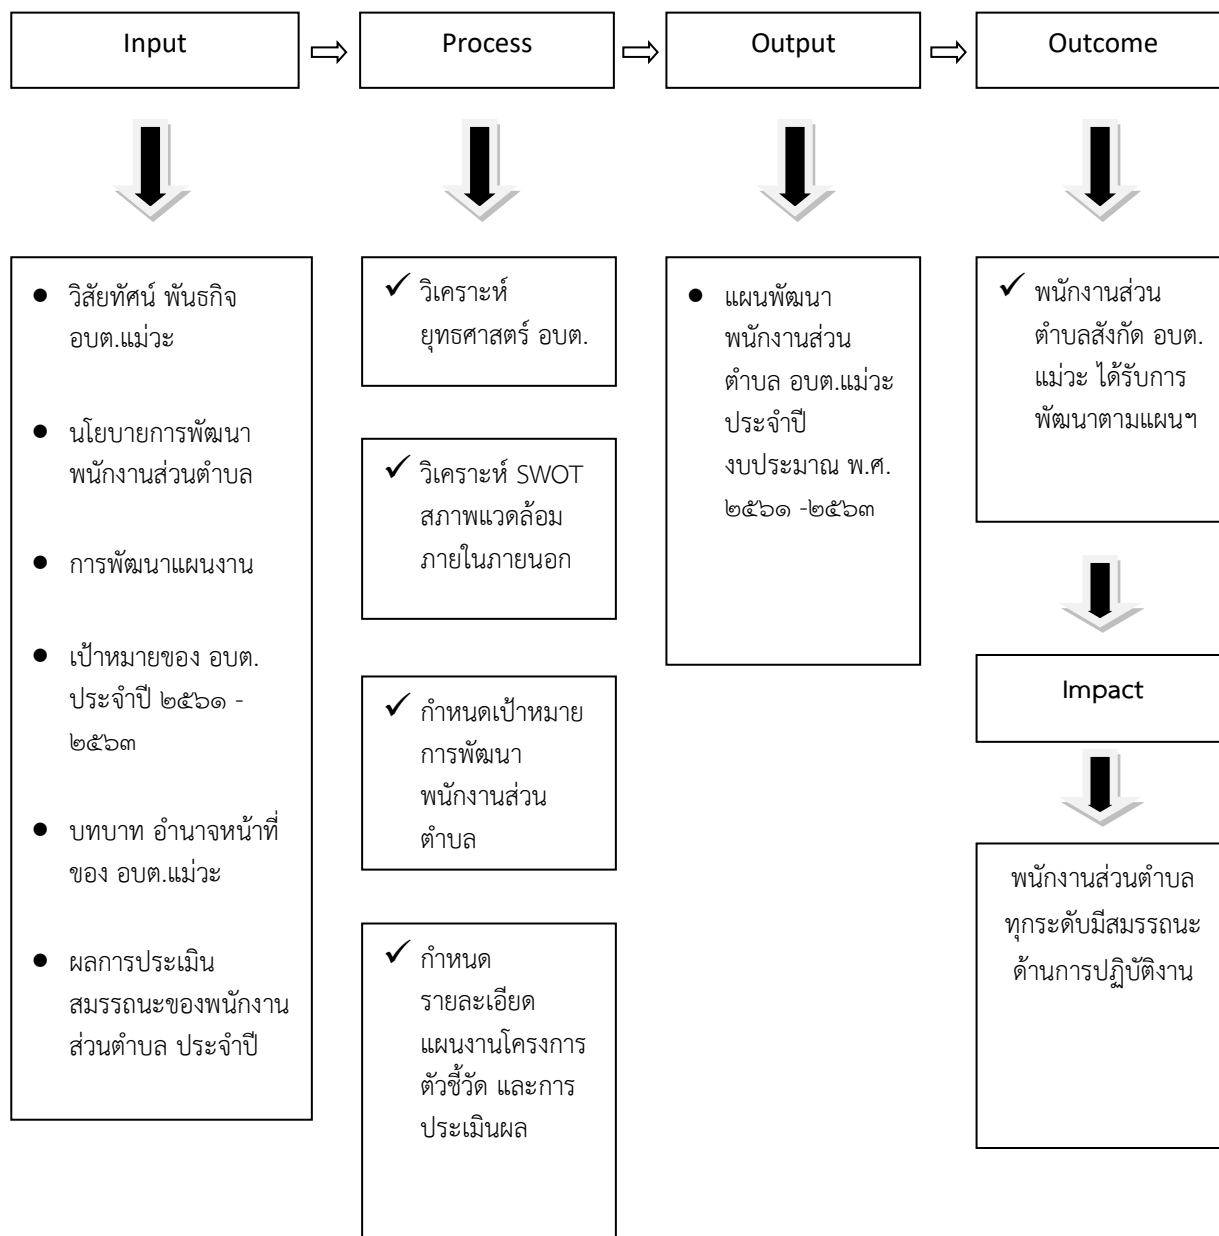 Input
Process
Output
Outcome
● วิสัยทัศน์ พันธกิจ
อบต.แม่วะ
● นโยบายการพัฒนา
พนักงานส่วนตำบล
● การพัฒนาแผนงาน
● เป้าหมายของ อบต.
ประจำปี ๒๕๖๑ -
๒๕๖๓
● บทบาท อำนาจหน้าที่
ของ อบต.แม่วะ
● ผลการประเมิน
สมรรถนะของพนักงาน
ส่วนตำบล ประจำปี
✓ วิเคราะห์
ยุทธศาสตร์ อบต.
✓ วิเคราะห์ SWOT
สภาพแวดล้อม
ภายในภายนอก
✓ กำหนดเป้าหมาย
การพัฒนา
พนักงานส่วน
ตำบล
✓ กำหนด
รายละเอียด
แผนงานโครงการ
ตัวชี้วัด และการ
ประเมินผล
● แผนพัฒนา
พนักงานส่วน
ตำบล อบต.แม่วะ
ประจำปี
งบประมาณ พ.ศ.
๒๕๖๑ -๒๕๖๓
✓ พนักงานส่วน
ตำบลสังกัด อบต.
แม่วะ ได้รับการ
พัฒนาตามแผนฯ
Impact
พนักงานส่วนตำบล
ทุกระดับมีสมรรถนะ
ด้านการปฏิบัติงาน